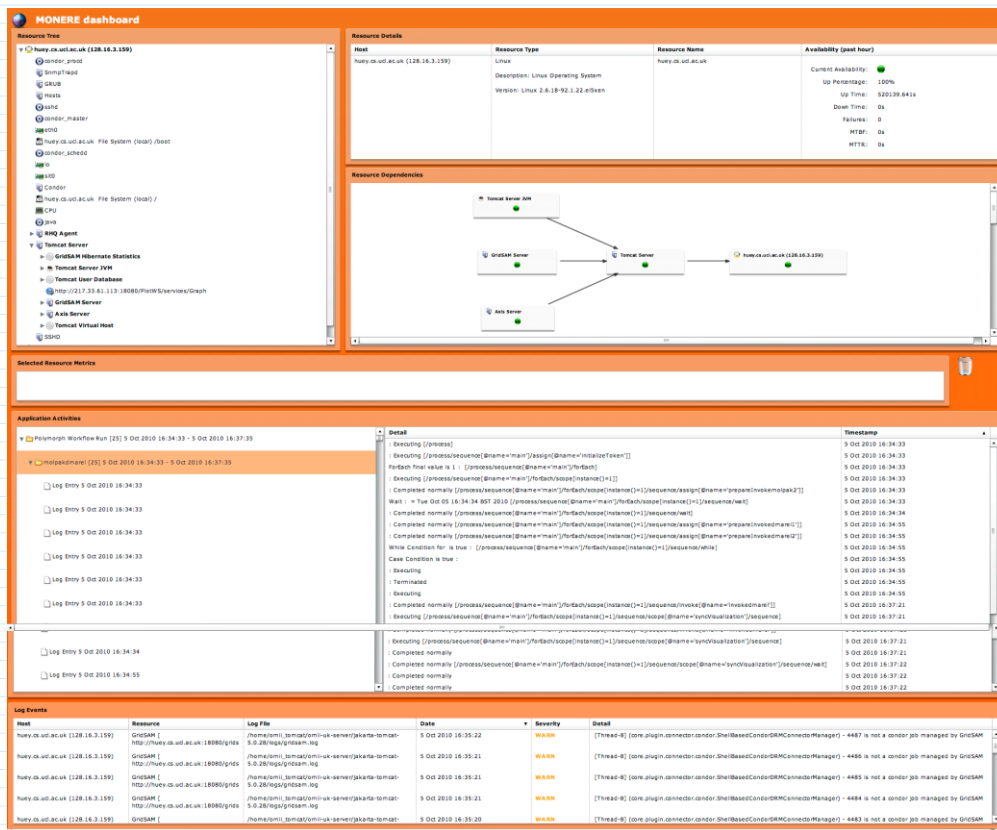 MONERE dashboard
Resource Tree
huey.cs.ucl.ac.uk (128.16.3.159)
condor_procd
SnmpTrapd
GRUB
Hosts
sshd
condor_master
eth0
huey.cs.ucl.ac.uk File System (local) /boot
condor_schedd
lo
sit0
Condor
huey.cs.ucl.ac.uk File System (local) /
CPU
java
RHQ Agent
Tomcat Server
GridSAM Hibernate Statistics
Tomcat Server JVM
Tomcat User Database
http://217.33.61.113:18080/PlotWS/services/Graph
GridSAM Server
Axis Server
Tomcat Virtual Host
SSHD
Resource Details
Host Resource Type Resource Name Availability (past hour)
huey.cs.ucl.ac.uk (128.16.3.159) Linux huey.cs.ucl.ac.uk
Description: Linux Operating System
Version: Linux 2.6.18-92.1.22.el5xen
Current Availability:
Up Percentage: 100%
Up Time: 520139.641s
Down Time: 0s
Failures: 0
MTBF: 0s
MTTR: 0s
Resource Dependencies
Tomcat Server JVM
GridSAM Server
Tomcat Server
huey.cs.ucl.ac.uk (128.16.3.159)
Axis Server
Selected Resource Metrics
Application Activities
Polymorph Workflow Run [25] 5 Oct 2010 16:34:33 - 5 Oct 2010 16:37:35
molpakdmarel [25] 5 Oct 2010 16:34:33 - 5 Oct 2010 16:37:35
Log Entry 5 Oct 2010 16:34:33
Log Entry 5 Oct 2010 16:34:33
Log Entry 5 Oct 2010 16:34:33
Log Entry 5 Oct 2010 16:34:33
Log Entry 5 Oct 2010 16:34:33
Log Entry 5 Oct 2010 16:34:33
Log Entry 5 Oct 2010 16:34:34
Log Entry 5 Oct 2010 16:34:55
Detail Timestamp
: Executing [/process] 5 Oct 2010 16:34:33
: Executing [/process/sequence[@name='main']/assign[@name='initializeToken']] 5 Oct 2010 16:34:33
ForEach final value is 1 : [/process/sequence[@name='main']/forEach] 5 Oct 2010 16:34:33
: Executing [/process/sequence[@name='main']/forEach/scope[instance()=1]] 5 Oct 2010 16:34:33
: Completed normally [/process/sequence[@name='main']/forEach/scope[instance()=1]/sequence/assign[@name='prepareInvokemolpak2']] 5 Oct 2010 16:34:33
Wait : = Tue Oct 05 16:34:34 BST 2010 [/process/sequence[@name='main']/forEach/scope[instance()=1]/sequence/wait] 5 Oct 2010 16:34:33
: Completed normally [/process/sequence[@name='main']/forEach/scope[instance()=1]/sequence/wait] 5 Oct 2010 16:34:34
: Completed normally [/process/sequence[@name='main']/forEach/scope[instance()=1]/sequence/assign[@name='prepareInvokedmarel1']] 5 Oct 2010 16:34:55
: Completed normally [/process/sequence[@name='main']/forEach/scope[instance()=1]/sequence/assign[@name='prepareInvokedmarel2']] 5 Oct 2010 16:34:55
While Condition for is true : [/process/sequence[@name='main']/forEach/scope[instance()=1]/sequence/while] 5 Oct 2010 16:34:55
Case Condition is true : 5 Oct 2010 16:34:55
: Executing 5 Oct 2010 16:34:55
: Terminated 5 Oct 2010 16:34:55
: Executing 5 Oct 2010 16:34:55
: Completed normally [/process/sequence[@name='main']/forEach/scope[instance()=1]/sequence/invoke[@name='invokedmarel']] 5 Oct 2010 16:37:21
: Executing [/process/sequence[@name='main']/forEach/scope[instance()=1]/sequence/scope[@name='syncVisualization']/sequence] 5 Oct 2010 16:37:21
: Executing [/process/sequence[@name='main']/forEach/scope[instance()=1]/sequence/scope[@name='syncVisualization']/sequence] 5 Oct 2010 16:37:21
: Completed normally 5 Oct 2010 16:37:21
: Completed normally [/process/sequence[@name='main']/forEach/scope[instance()=1]/sequence/scope[@name='syncVisualization']/sequence/wait] 5 Oct 2010 16:37:22
: Completed normally 5 Oct 2010 16:37:22
: Completed normally 5 Oct 2010 16:37:22
Log Events
Host Resource Log File Date Severity Detail
huey.cs.ucl.ac.uk (128.16.3.159) GridSAM [ /home/omii_tomcat/omii-uk-server/jakarta-tomcat- 5 Oct 2010 16:35:22 WARN [Thread-8] (core.plugin.connector.condor.ShellBasedCondorDRMConnectorManager) - 4487 is not a condor job managed by GridSAM
http://huey.cs.ucl.ac.uk:18080/grids 5.0.28/logs/gridsam.log
huey.cs.ucl.ac.uk (128.16.3.159) GridSAM [ /home/omii_tomcat/omii-uk-server/jakarta-tomcat- 5 Oct 2010 16:35:21 WARN [Thread-8] (core.plugin.connector.condor.ShellBasedCondorDRMConnectorManager) - 4486 is not a condor job managed by GridSAM
http://huey.cs.ucl.ac.uk:18080/grids 5.0.28/logs/gridsam.log
huey.cs.ucl.ac.uk (128.16.3.159) GridSAM [ /home/omii_tomcat/omii-uk-server/jakarta-tomcat- 5 Oct 2010 16:35:21 WARN [Thread-8] (core.plugin.connector.condor.ShellBasedCondorDRMConnectorManager) - 4485 is not a condor job managed by GridSAM
http://huey.cs.ucl.ac.uk:18080/grids 5.0.28/logs/gridsam.log
huey.cs.ucl.ac.uk (128.16.3.159) GridSAM [ /home/omii_tomcat/omii-uk-server/jakarta-tomcat- 5 Oct 2010 16:35:21 WARN [Thread-8] (core.plugin.connector.condor.ShellBasedCondorDRMConnectorManager) - 4484 is not a condor job managed by GridSAM
http://huey.cs.ucl.ac.uk:18080/grids 5.0.28/logs/gridsam.log
huey.cs.ucl.ac.uk (128.16.3.159) GridSAM [ /home/omii_tomcat/omii-uk-server/jakarta-tomcat- 5 Oct 2010 16:35:20 WARN [Thread-8] (core.plugin.connector.condor.ShellBasedCondorDRMConnectorManager) - 4483 is not a condor job managed by GridSAM